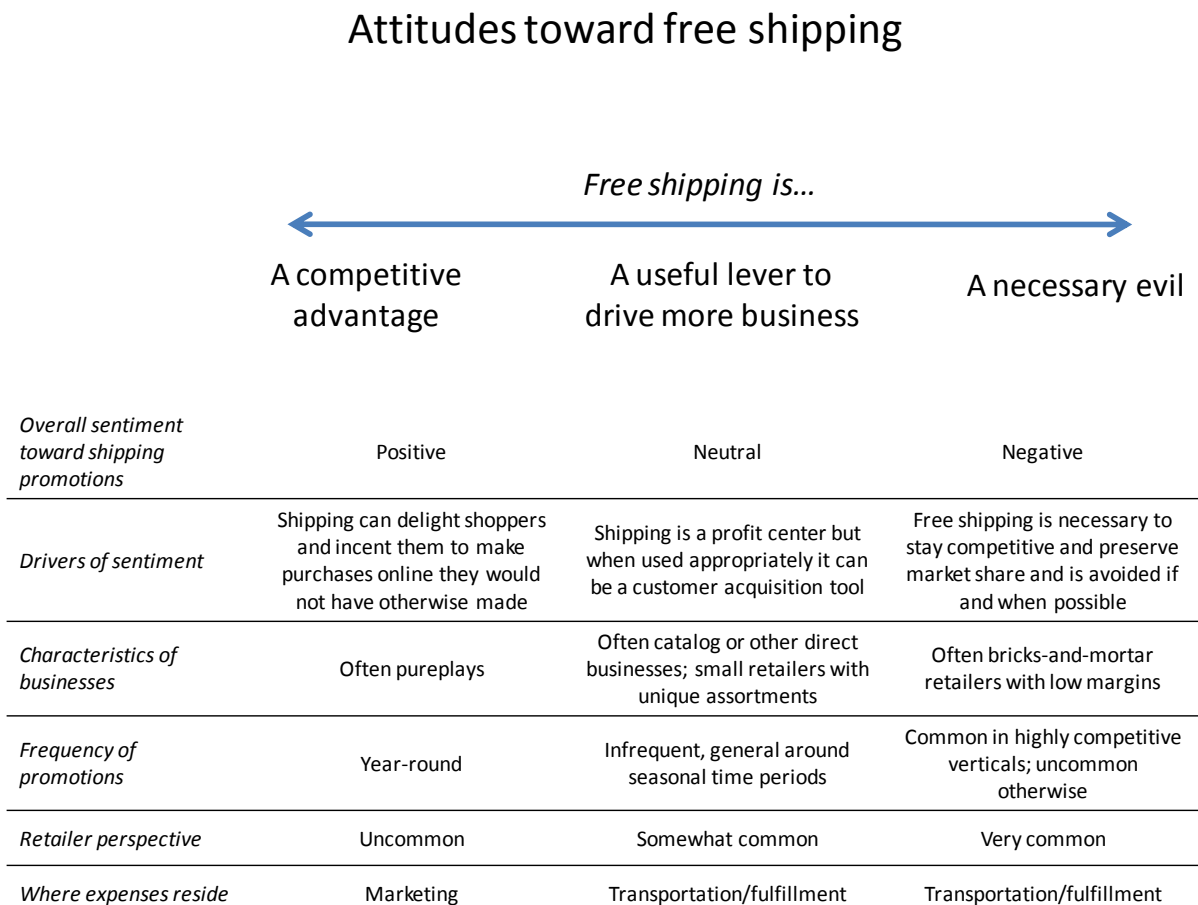 Attitudes toward free shipping
Free shipping is...
A competitive
advantage
A useful lever to
drive more business
A necessary evil
Overall sentiment
toward shipping
promotions
Positive
Neutral
Negative
Drivers of sentiment
Shipping can delight shoppers
and incent them to make
purchases online they would
not have otherwise made
Shipping is a profit center but
when used appropriately it can
be a customer acquisition tool
Free shipping is necessary to
stay competitive and preserve
market share and is avoided if
and when possible
Characteristics of
businesses
Often pureplays
Often catalog or other direct
businesses; small retailers with
unique assortments
Often bricks-and-mortar
retailers with low margins
Frequency of
promotions
Year-round
Infrequent, general around
seasonal time periods
Common in highly competitive
verticals; uncommon
otherwise
Retailer perspective
Uncommon
Somewhat common
Very common
Where expenses reside
Marketing
Transportation/fulfillment
Transportation/fulfillment